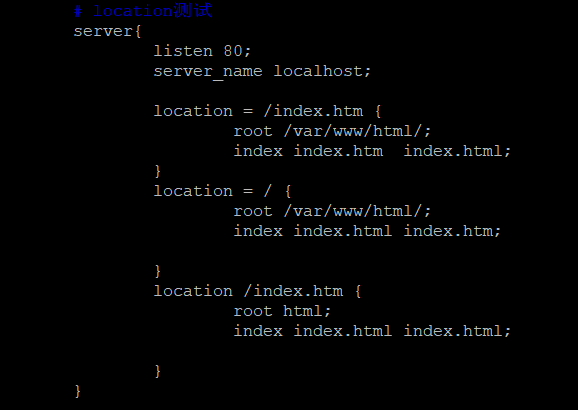 # location测试
server{
listen 80;
server_name localhost;
location = /index.htm {
root /var/www/html/;
index index.htm  index.html;
}
location = / {
root /var/www/html/;
index index.html index.htm;
}
location /index.htm {
root html;
index index.html index.html;
}
}